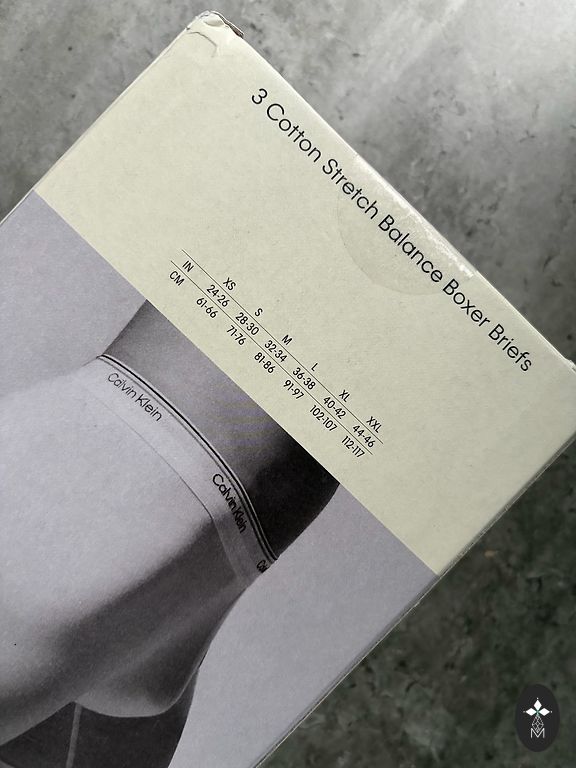 3 Cotton Stretch Balance Boxer Briefs
XS S M L XL XXL
IN 24-26 28-30 32-34 36-38 40-42 44-46
CM 61-66 71-76 81-86 91-97 102-107 112-117
Calvin Klein
Calvin Klein
Ca
M